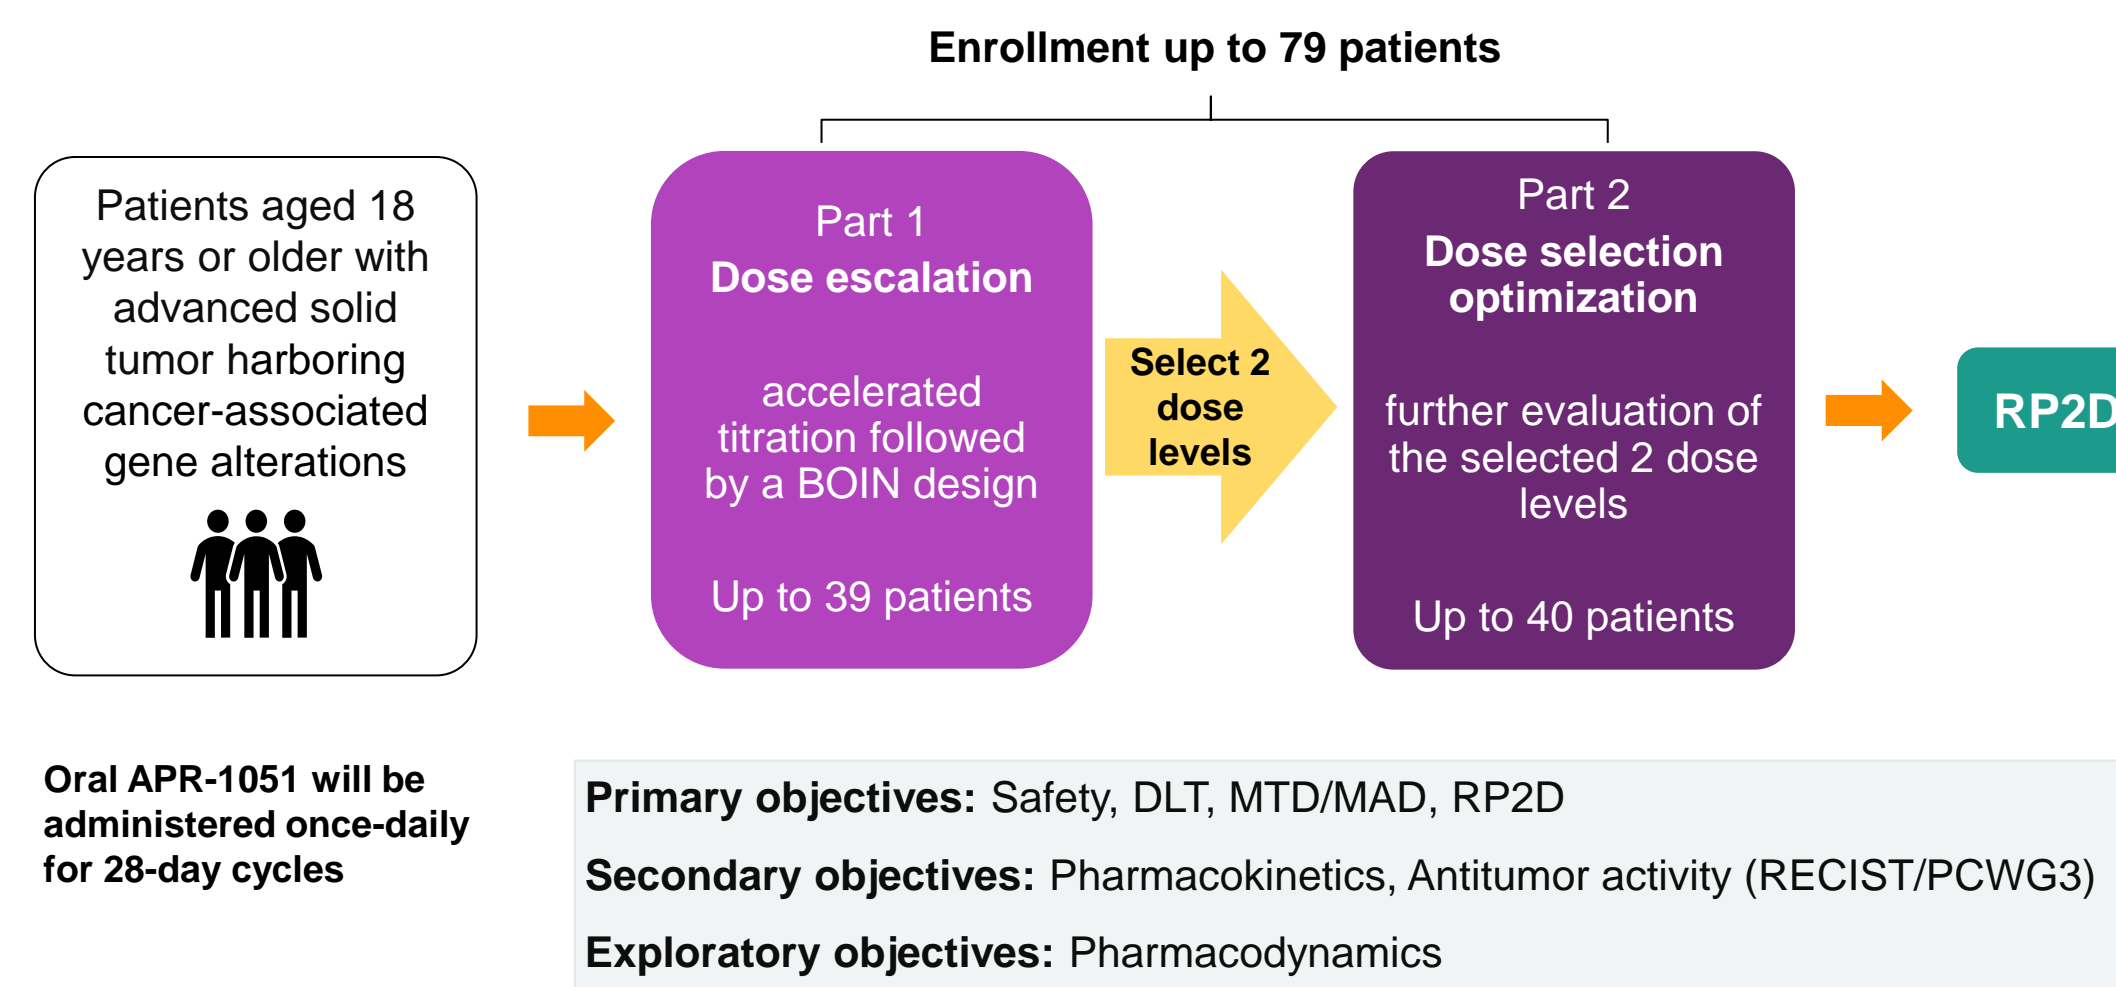 Enrollment up to 79 patients
Patients aged 18
years or older with
advanced solid
tumor harboring
cancer-associated
gene alterations
Part 1
Dose escalation
accelerated
titration followed
by a BOIN design
Up to 39 patients
Select 2
dose
levels
Part 2
Dose selection
optimization
further evaluation of
the selected 2 dose
levels
Up to 40 patients
RP2D
Oral APR-1051 will be
administered once-daily
for 28-day cycles
Primary objectives: Safety, DLT, MTD/MAD, RP2D
Secondary objectives: Pharmacokinetics, Antitumor activity (RECIST/PCWG3)
Exploratory objectives: Pharmacodynamics